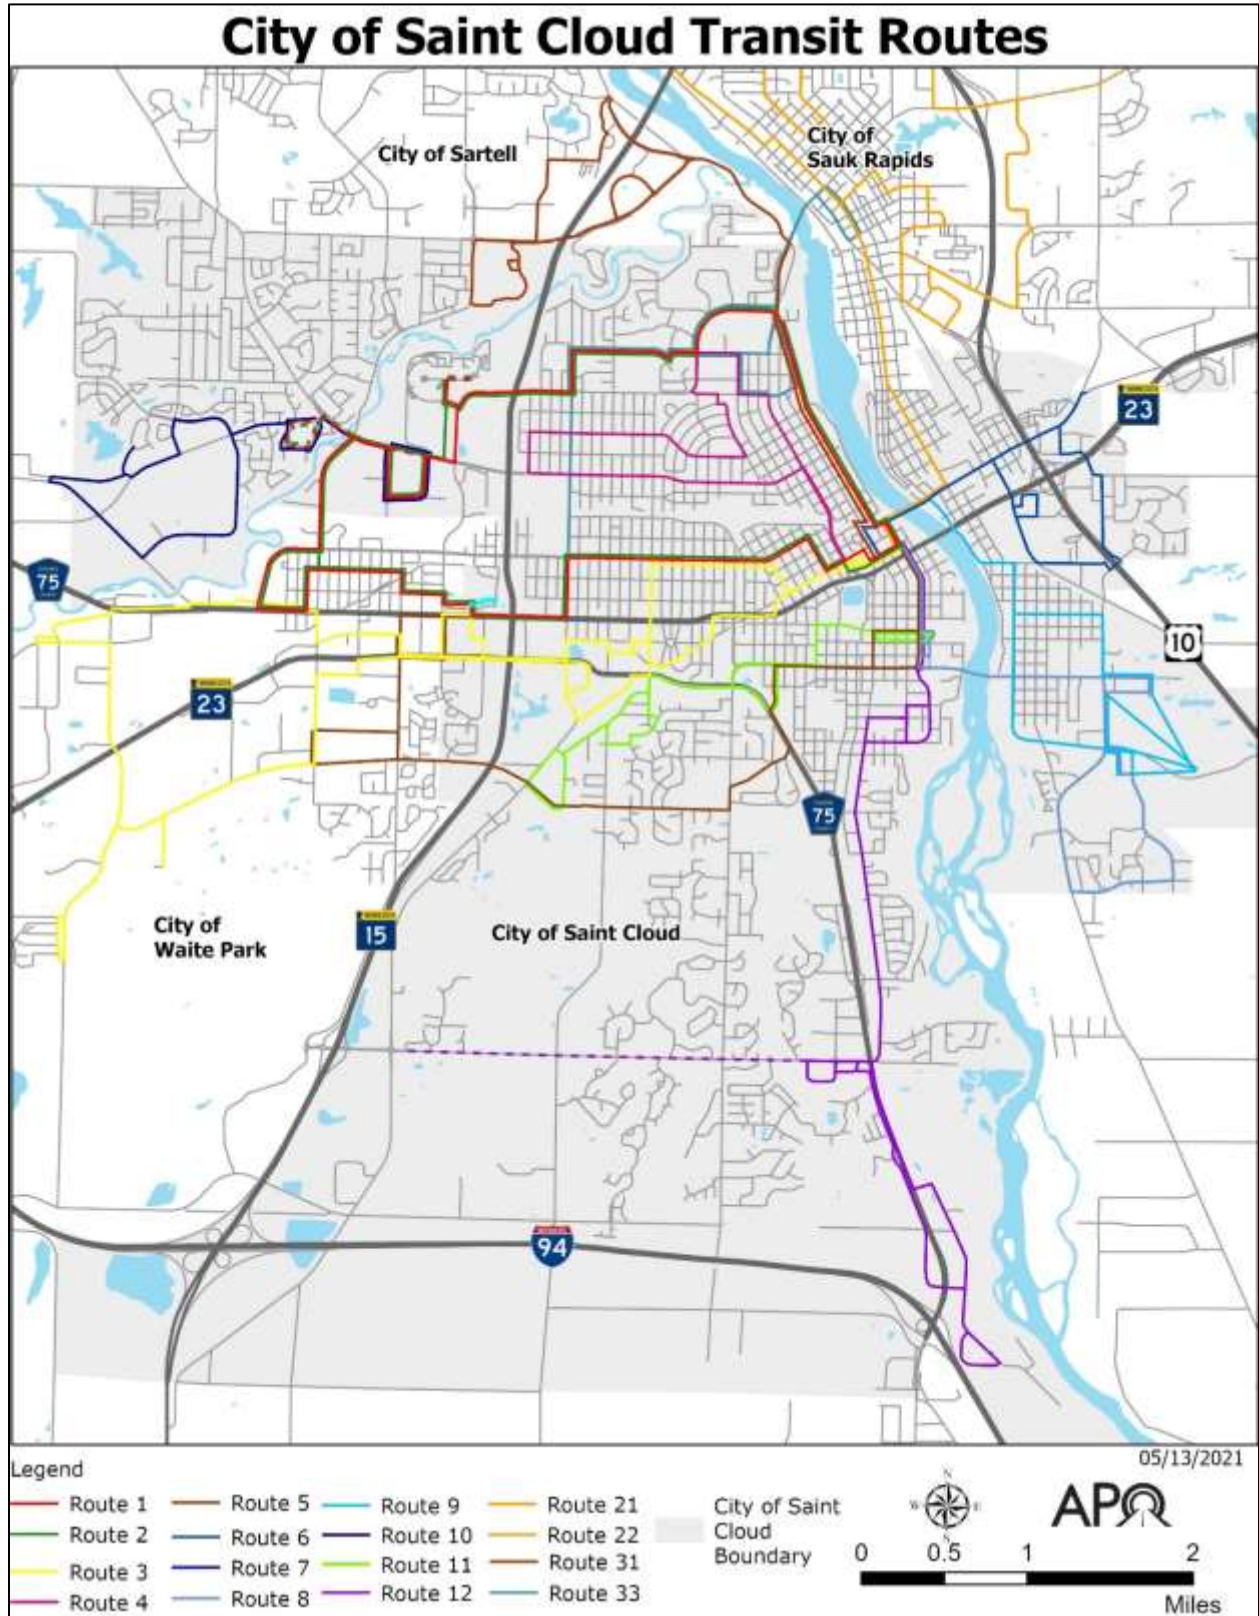 City of Saint Cloud Transit Routes
City of Sartell
City of
Sauk Rapids
23
75
10
23
75
City of
Waite Park
15
City of Saint Cloud
94
05/13/2021
Legend
Route 1
Route 2
Route 3
Route 4
Route 5
Route 6
Route 7
Route 8
Route 9
Route 10
Route 11
Route 12
Route 21
Route 22
Route 31
Route 33
City of Saint
Cloud
Boundary
N
W
E
S
APO
0 0.5 1 2
Miles